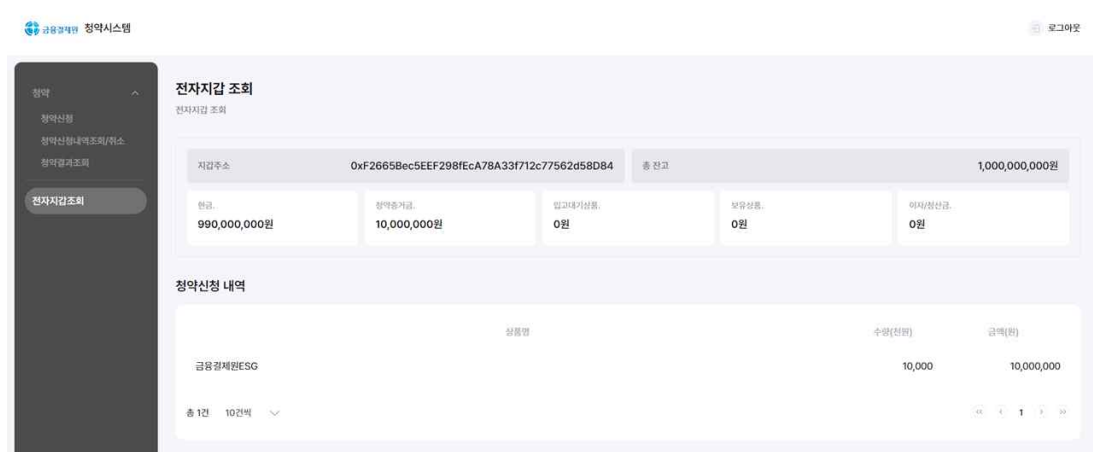 금융결제원 청약시스템
로그아웃
청약
청약신청
청약신청내역조회/취소
청약결과조회
전자지갑조회
전자지갑 조회
전자지갑 조회
지갑주소 0xF2665Bec5EEF298fEcA78A33f712c77562d58D84 총 잔고 1,000,000,000원
현금. 청약증거금. 입고대기상품. 보유상품. 이자/정산금.
990,000,000원 10,000,000원 0원 0원 0원
청약신청 내역
상품명 수량(천원) 금액(원)
금융결제원ESG 10,000 10,000,000
총 1건 10건씩 1